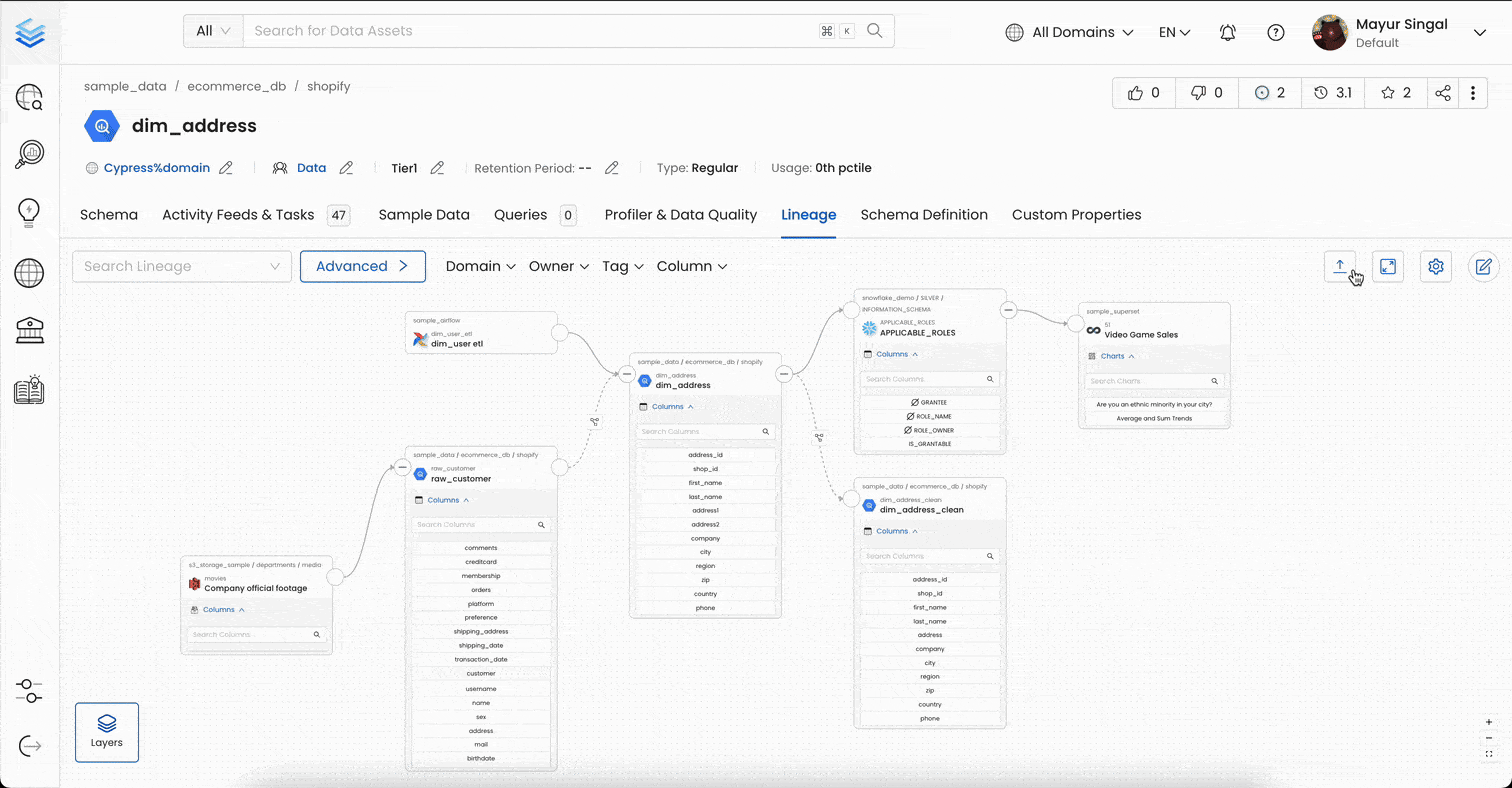 All
Search for Data Assets
⌘ K
All Domains
EN
Mayur Singal
Default
sample_data / ecommerce_db / shopify
0
0
2
3.1
2
dim_address
Cypress%domain
Data
Tier1
Retention Period: --
Type: Regular
Usage: 0th pctile
Schema
Activity Feeds & Tasks 47
Sample Data
Queries 0
Profiler & Data Quality
Lineage
Schema Definition
Custom Properties
Search Lineage
Advanced
Domain
Owner
Tag
Column
s3_storage_sample / departments / media
movies
Company official footage
Columns
Search Columns
sample_airflow
dim_user_etl
dim_user etl
sample_data / ecommerce_db / shopify
raw_customer
raw_customer
Columns
Search Columns
comments
creditcard
membership
orders
platform
preference
shipping_address
shipping_date
transaction_date
customer
username
name
sex
address
mail
birthdate
sample_data / ecommerce_db / shopify
dim_address
dim_address
Columns
Search Columns
address_id
shop_id
first_name
last_name
address1
address2
company
city
region
zip
country
phone
snowflake_demo / SILVER /
INFORMATION_SCHEMA
APPLICABLE_ROLES
APPLICABLE_ROLES
Columns
Search Columns
GRANTEE
ROLE_NAME
ROLE_OWNER
IS_GRANTABLE
sample_data / ecommerce_db / shopify
dim_address_clean
dim_address_clean
Columns
Search Columns
address_id
shop_id
first_name
last_name
address
company
city
region
zip
country
phone
sample_superset
51
Video Game Sales
Charts
Search Charts
Are you an ethnic minority in your city?
Average and Sum Trends
Layers